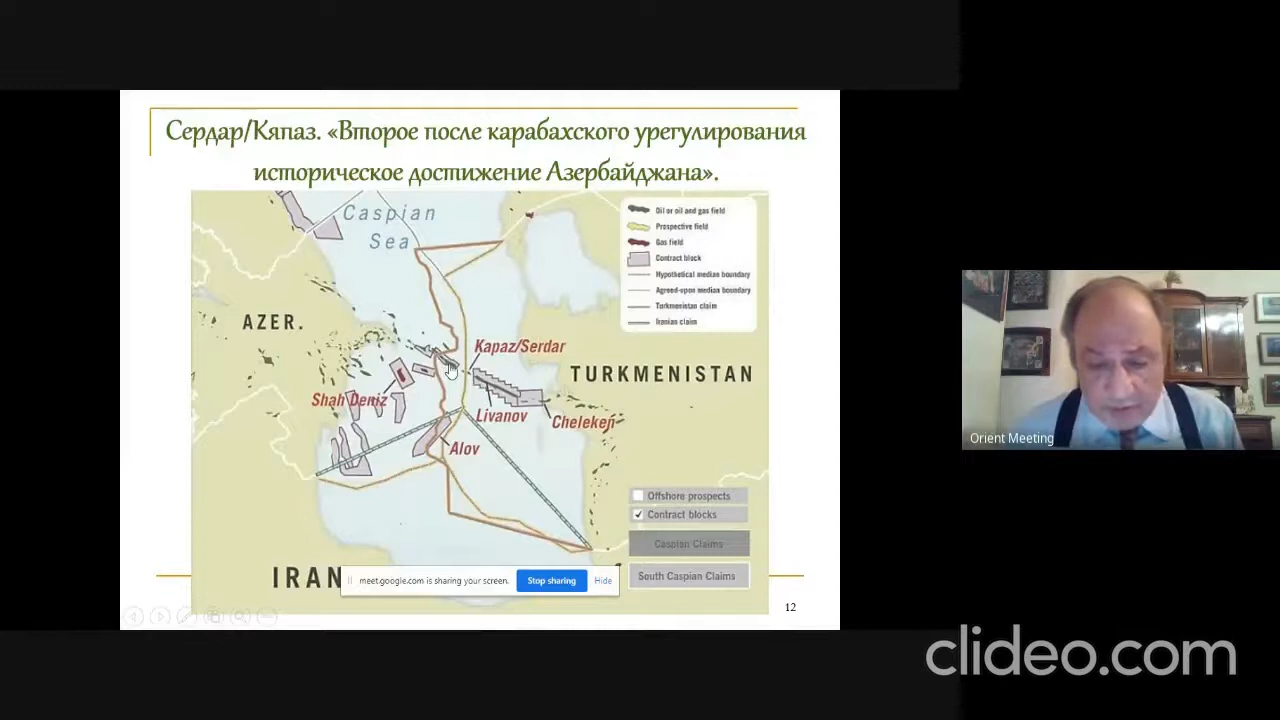 Сердар/Кяпаз. «Второе после карабахского урегулирования
историческое достижение Азербайджана».
Caspian
Sea
Oil or oil and gas field
Prospective field
Gas field
Contract block
Hypothetical median boundary
Agreed-upon median boundary
Turkmenistan claim
Iranian claim
AZER.
Kapaz/Serdar
TURKMENISTAN
Shah Deniz
Livanov
Cheleken
Alov
Orient Meeting
Offshore prospects
Contract blocks
Caspian Claims
South Caspian Claims
IRAN
meet.google.com is sharing your screen.
Stop sharing
Hide
12
clideo.com